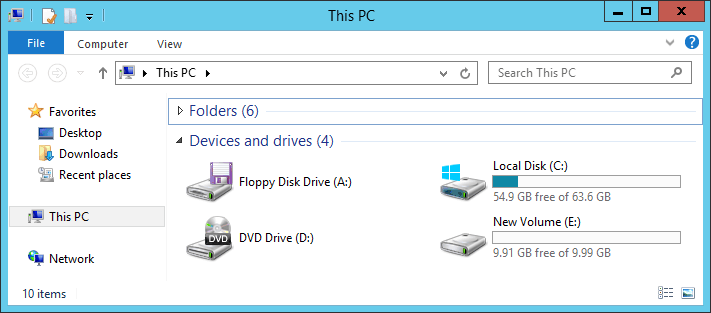 This PC
File Computer View
This PC
Search This PC
Favorites
Desktop
Downloads
Recent places
This PC
Network
Folders (6)
Devices and drives (4)
Floppy Disk Drive (A:)
Local Disk (C:)
54.9 GB free of 63.6 GB
DVD
DVD Drive (D:)
New Volume (E:)
9.91 GB free of 9.99 GB
10 items